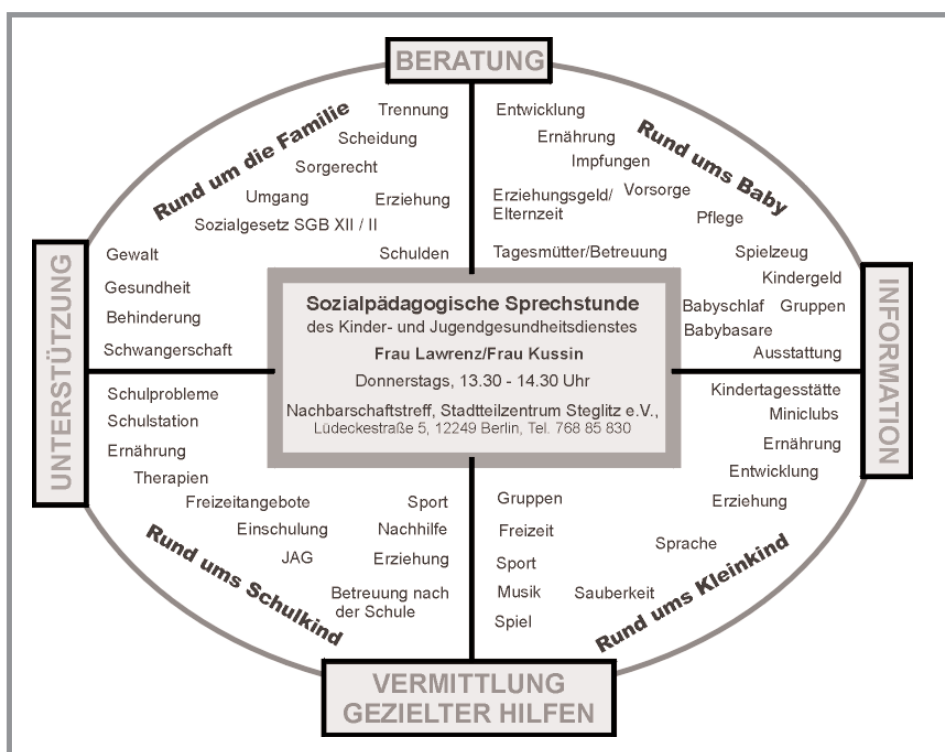 BERATUNG
Rund um die Familie
Trennung
Scheidung
Sorgerecht
Umgang
Erziehung
Sozialgesetz SGB XII / II
Gewalt
Schulden
Gesundheit
Behinderung
Schwangerschaft
Rund ums Baby
Entwicklung
Ernährung
Impfungen
Erziehungsgeld/
Elternzeit
Vorsorge
Pflege
Tagesmütter/Betreuung
Spielzeug
Kindergeld
Babyschlaf
Gruppen
Babybasare
Ausstattung
UNTERSTÜTZUNG
Sozialpädagogische Sprechstunde
des Kinder- und Jugendgesundheitsdienstes
Frau Lawrenz/Frau Kussin
Donnerstags, 13.30 - 14.30 Uhr
Nachbarschaftstreff, Stadtteilzentrum Steglitz e.V.,
Lüdeckestraße 5, 12249 Berlin, Tel. 768 85 830
INFORMATION
Schulprobleme
Schulstation
Ernährung
Therapien
Freizeitangebote
Sport
Einschulung
Nachhilfe
JAG
Erziehung
Betreuung nach
der Schule
Rund ums Schulkind
Kindertagesstätte
Miniclubs
Ernährung
Entwicklung
Erziehung
Gruppen
Freizeit
Sprache
Sport
Musik
Sauberkeit
Spiel
Rund ums Kleinkind
VERMITTLUNG
GEZIELTER HILFEN